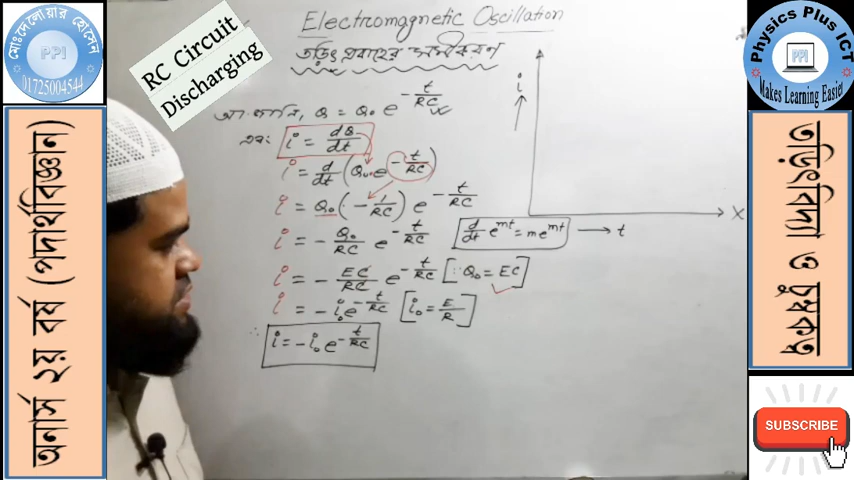 Electromagnetic Oscillation
তড়িৎ প্রবাহের সমীকরণ
RC Circuit
Discharging
আমরা জানি, Q = Q₀ e^(-t/RC)
এবং i = dQ/dt
i = d/dt (Q₀ · e^(-t/RC))
i = Q₀ (-1/RC) e^(-t/RC)
i = - Q₀/RC e^(-t/RC)
d/dt e^(mt) = m e^(mt)
i = - EC/RC e^(-t/RC) [∵ Q₀ = EC]
i = - i₀ e^(-t/RC) [i₀ = E/R]
∴ i = - i₀ e^(-t/RC)
i
t
X
মোঃদেলোয়ার হোসেন
PPI
01725004544
অনার্স ২য় বর্ষ (পদার্থবিজ্ঞান)
Physics Plus ICT
PPI
Makes Learning Easier
তড়িৎবিদ্যা ও চুম্বকত্ব
SUBSCRIBE